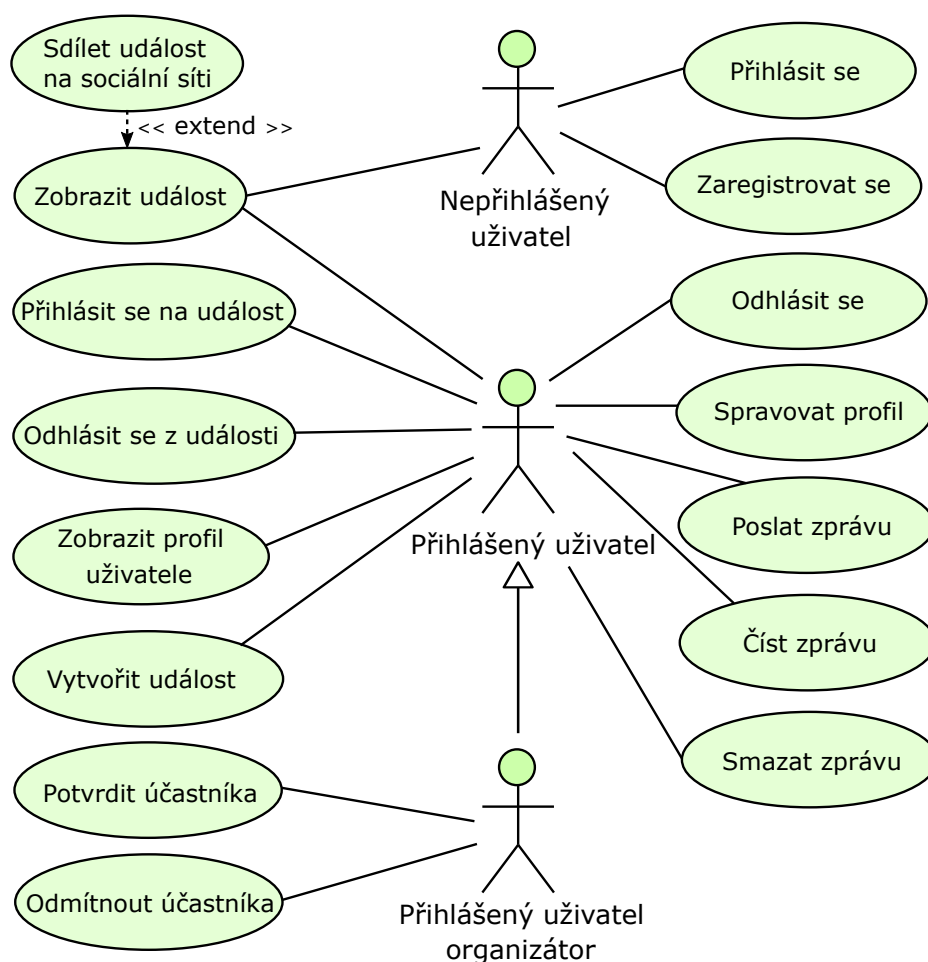 Sdílet událost
na sociální síti
<< extend >>
Zobrazit událost
Přihlásit se na událost
Odhlásit se z události
Zobrazit profil
uživatele
Vytvořit událost
Potvrdit účastníka
Odmítnout účastníka
Nepřihlášený
uživatel
Přihlášený uživatel
Přihlášený uživatel
organizátor
Přihlásit se
Zaregistrovat se
Odhlásit se
Spravovat profil
Poslat zprávu
Číst zprávu
Smazat zprávu